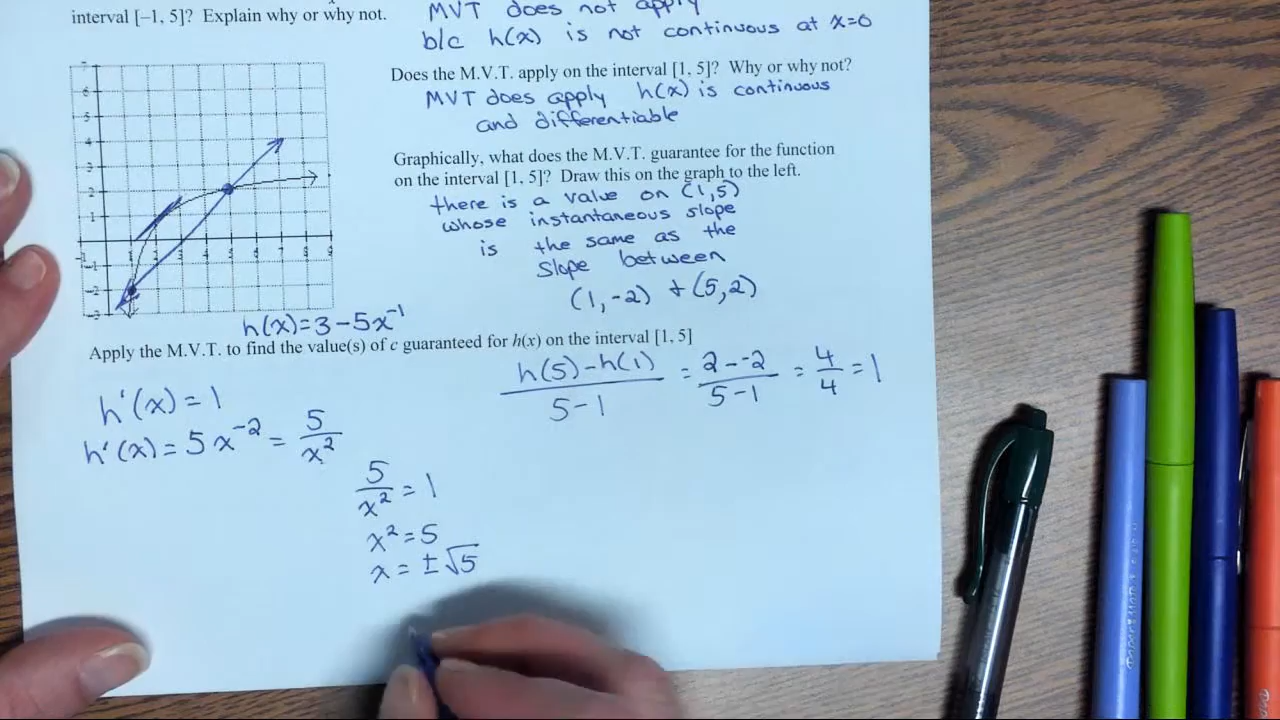 interval [−1, 5]? Explain why or why not.
MVT does not apply
b/c h(x) is not continuous at x=0
Does the M.V.T. apply on the interval [1, 5]? Why or why not?
MVT does apply h(x) is continuous
and differentiable
Graphically, what does the M.V.T. guarantee for the function
on the interval [1, 5]? Draw this on the graph to the left.
there is a value on (1,5)
whose instantaneous slope
is the same as the
slope between
(1,-2) + (5,2)
h(x)=3-5x⁻¹
Apply the M.V.T. to find the value(s) of c guaranteed for h(x) on the interval [1, 5]
h(5)-h(1) / 5-1 = 2--2 / 5-1 = 4/4 = 1
h'(x)=1
h'(x)=5x⁻² = 5/x²
5/x² = 1
x²=5
x=±√5